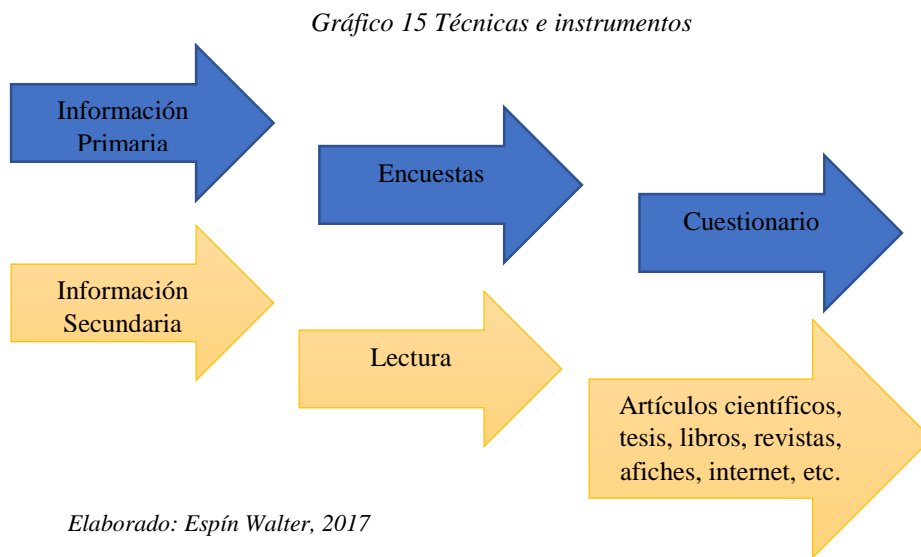 Gráfico 15 Técnicas e instrumentos
Información
Primaria
Encuestas
Cuestionario
Información
Secundaria
Lectura
Artículos científicos,
tesis, libros, revistas,
afiches, internet, etc.
Elaborado: Espín Walter, 2017